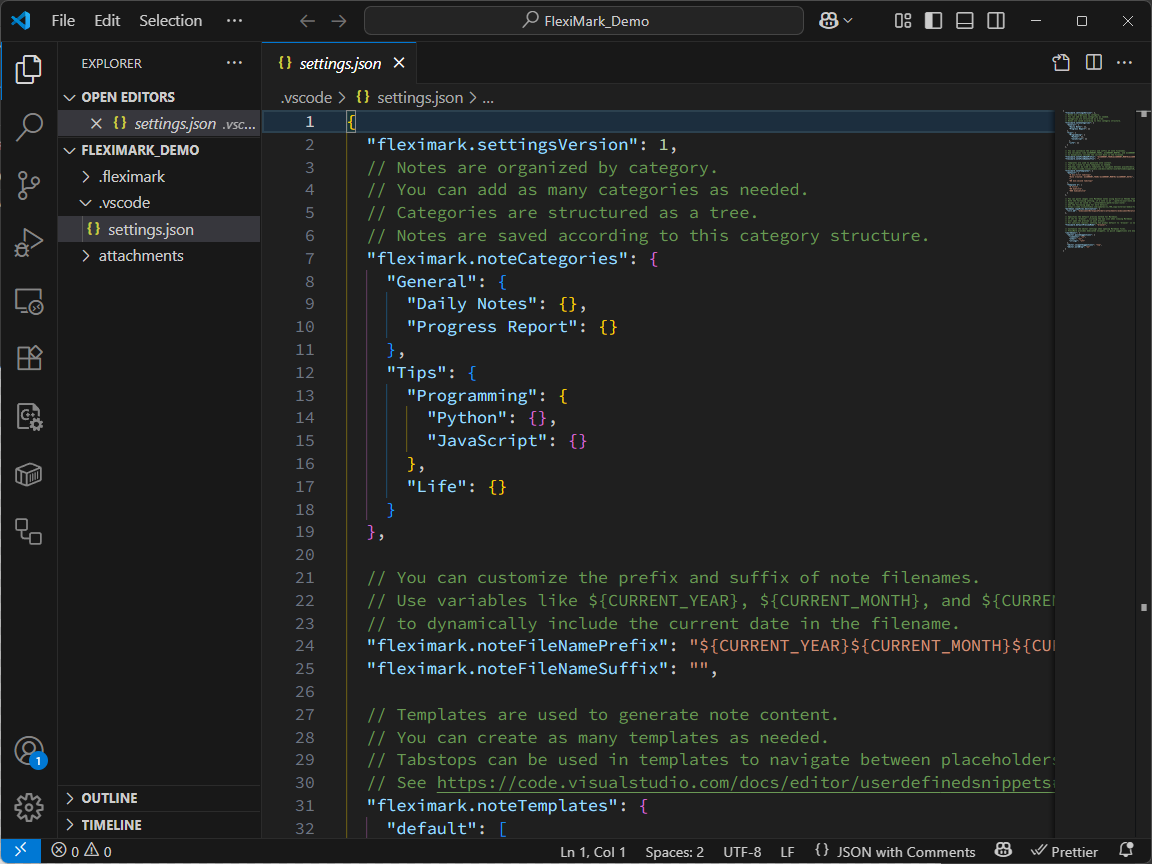 File Edit Selection ··· FlexiMark_Demo
EXPLORER ···
OPEN EDITORS
settings.json .vsc...
FLEXIMARK_DEMO
.fleximark
.vscode
settings.json
attachments
OUTLINE
TIMELINE
1
settings.json
.vscode > {} settings.json > ...
1 {
2 "fleximark.settingsVersion": 1,
3 // Notes are organized by category.
4 // You can add as many categories as needed.
5 // Categories are structured as a tree.
6 // Notes are saved according to this category structure.
7 "fleximark.noteCategories": {
8 "General": {
9 "Daily Notes": {},
10 "Progress Report": {}
11 },
12 "Tips": {
13 "Programming": {
14 "Python": {},
15 "JavaScript": {}
16 },
17 "Life": {}
18 }
19 },
20
21 // You can customize the prefix and suffix of note filenames.
22 // Use variables like ${CURRENT_YEAR}, ${CURRENT_MONTH}, and ${CURREN
23 // to dynamically include the current date in the filename.
24 "fleximark.noteFileNamePrefix": "${CURRENT_YEAR}${CURRENT_MONTH}${CU
25 "fleximark.noteFileNameSuffix": "",
26
27 // Templates are used to generate note content.
28 // You can create as many templates as needed.
29 // Tabstops can be used in templates to navigate between placeholders
30 // See https://code.visualstudio.com/docs/editor/userdefinedsnippets
31 "fleximark.noteTemplates": {
32 "default": [
0 0 Ln 1, Col 1 Spaces: 2 UTF-8 LF {} JSON with Comments Prettier